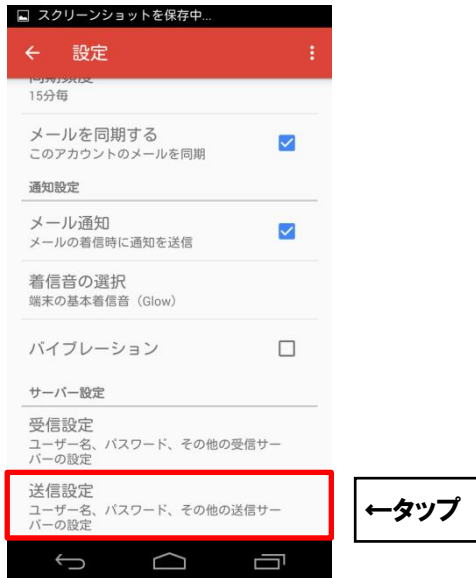 スクリーンショットを保存中...
設定
同期頻度
15分毎
メールを同期する
このアカウントのメールを同期
通知設定
メール通知
メールの着信時に通知を送信
着信音の選択
端末の基本着信音（Glow）
バイブレーション
サーバー設定
受信設定
ユーザー名、パスワード、その他の受信サー
バーの設定
送信設定
ユーザー名、パスワード、その他の送信サー
バーの設定
←タップ